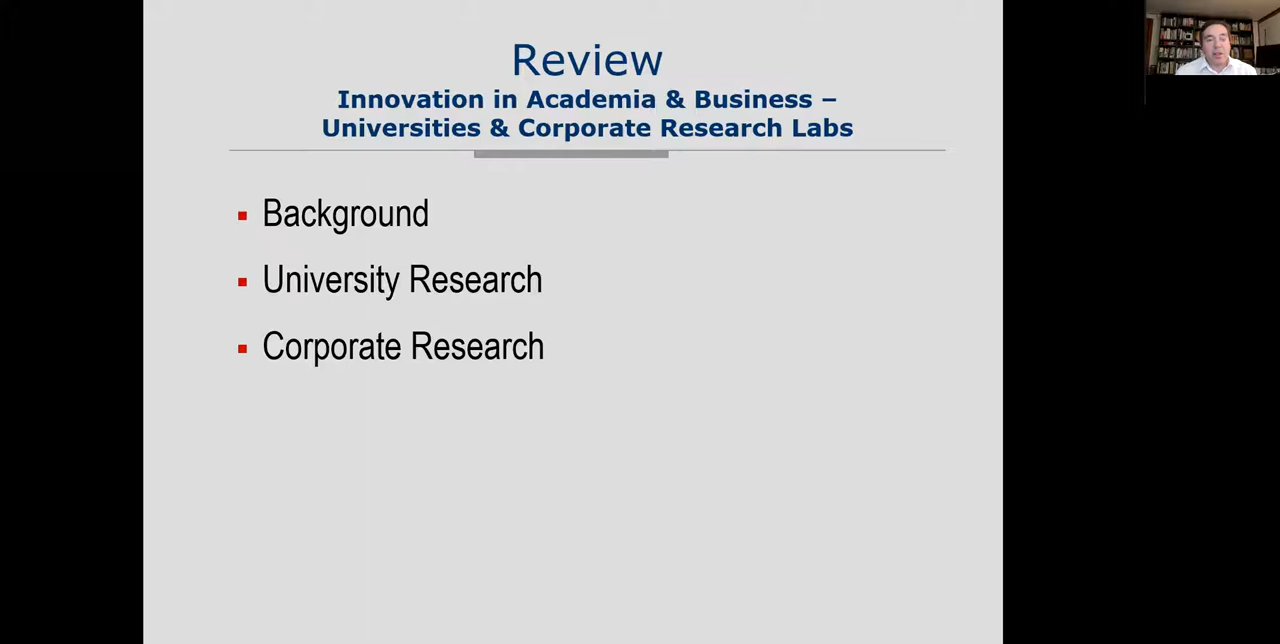 Review
Innovation in Academia & Business –
Universities & Corporate Research Labs
Background
University Research
Corporate Research